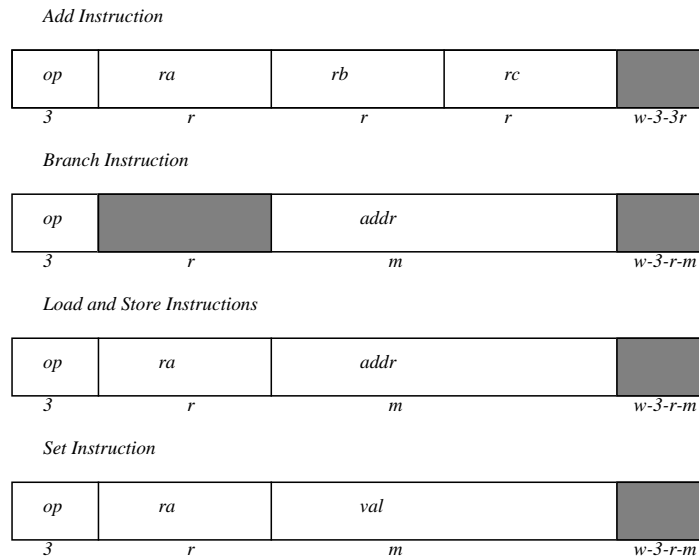 Add Instruction
op ra rb rc
3 r r r w-3-3r
Branch Instruction
op addr
3 r m w-3-r-m
Load and Store Instructions
op ra addr
3 r m w-3-r-m
Set Instruction
op ra val
3 r m w-3-r-m